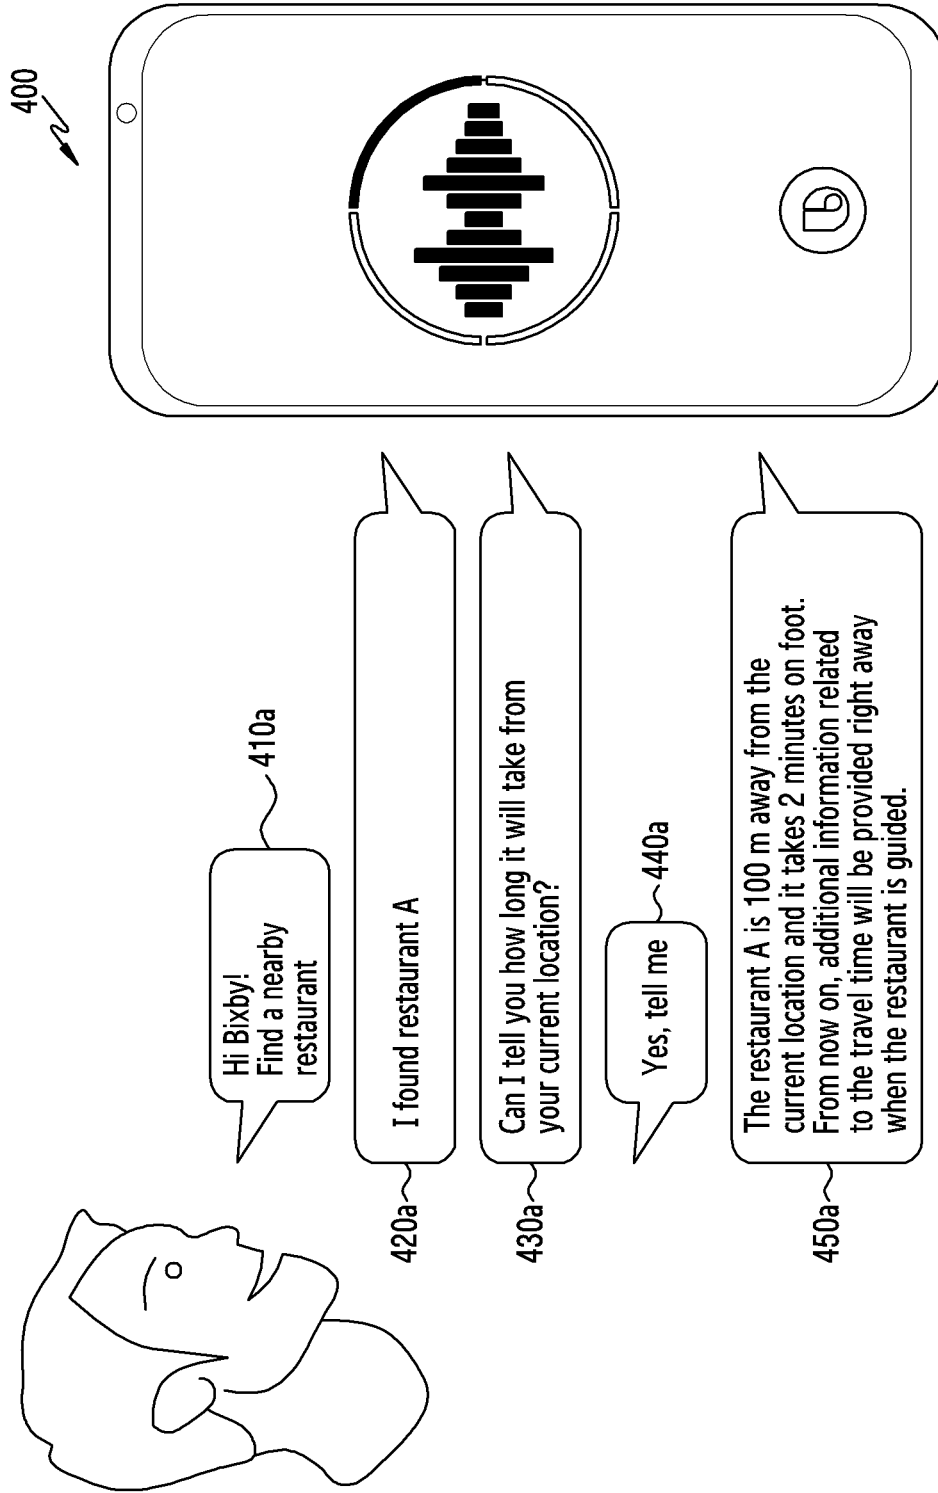 400
Hi Bixby!
Find a nearby
restaurant
410a
I found restaurant A
420a
Can I tell you how long it will take from
your current location?
430a
Yes, tell me
440a
The restaurant A is 100 m away from the
current location and it takes 2 minutes on foot.
From now on, additional information related
to the travel time will be provided right away
when the restaurant is guided.
450a